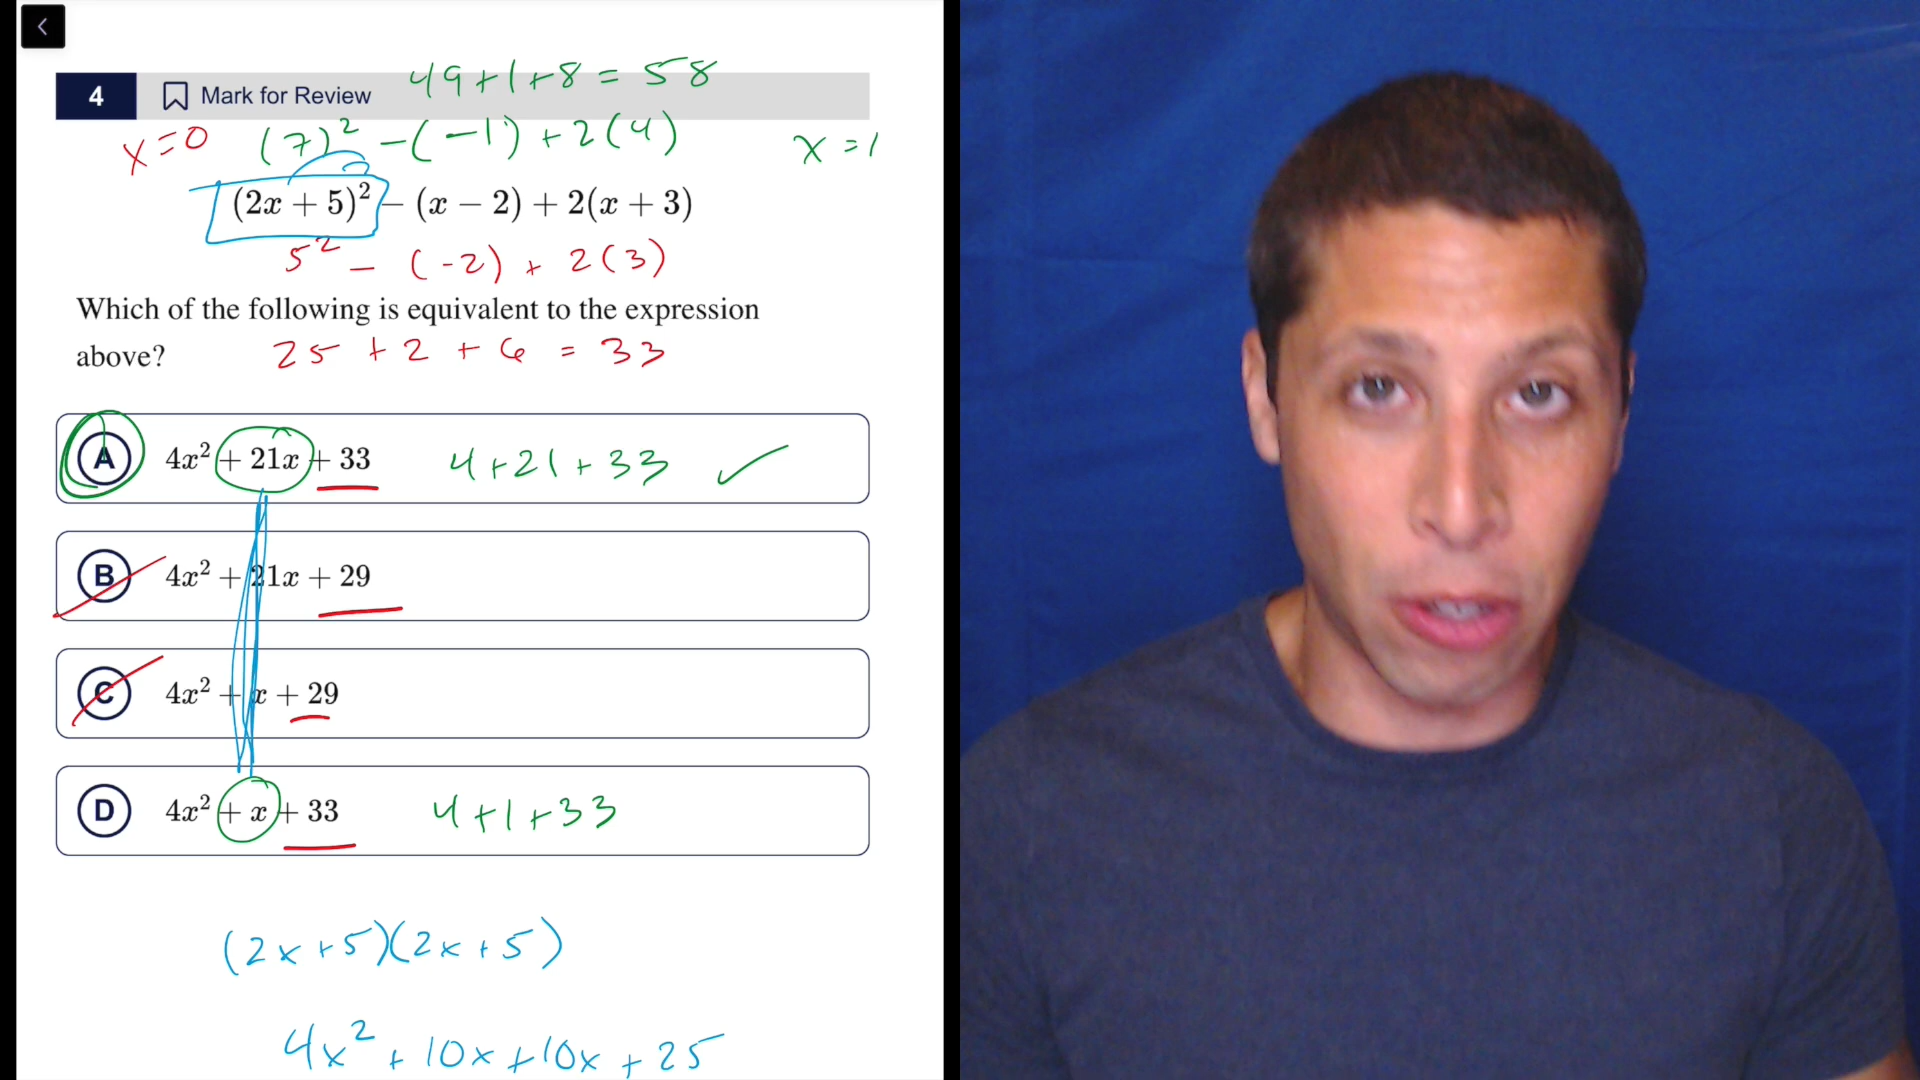 49+1+8 = 58
4 Mark for Review
x=0 (7)² -(-1) +2(4) x=1
(2x + 5)² − (x − 2) + 2(x + 3)
5² - (-2) + 2(3)
Which of the following is equivalent to the expression
above? 25 + 2 + 6 = 33
A 4x² + 21x + 33 4+21+33 ✓
B 4x² + 21x + 29
C 4x² + x + 29
D 4x² + x + 33 4+1+33
(2x+5)(2x+5)
4x² + 10x+10x+25